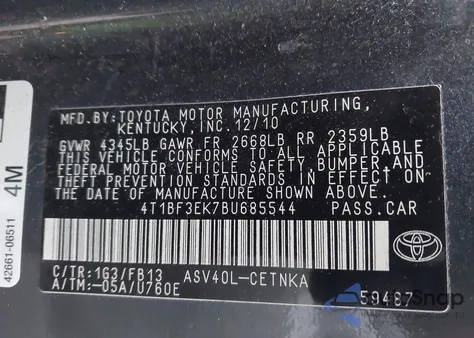 MFD.BY:TOYOTA MOTOR MANUFACTURING,
KENTUCKY, INC. 12/10
GVWR 4345LB GAWR FR 2668LB RR 2359LB
THIS VEHICLE CONFORMS TO ALL APPLICABLE
FEDERAL MOTOR VEHICLE SAFETY, BUMPER, AND
THEFT PREVENTION STANDARDS IN EFFECT ON
THE DATE OF MANUFACTURE SHOWN ABOVE.
4T1BF3EK7BU685544 PASS.CAR
C/TR:1G3/FB13 ASV40L-CETNKA
A/TM:-05A/U760E 59487
TOYOTA
4M
42661-06511
AutoSnap